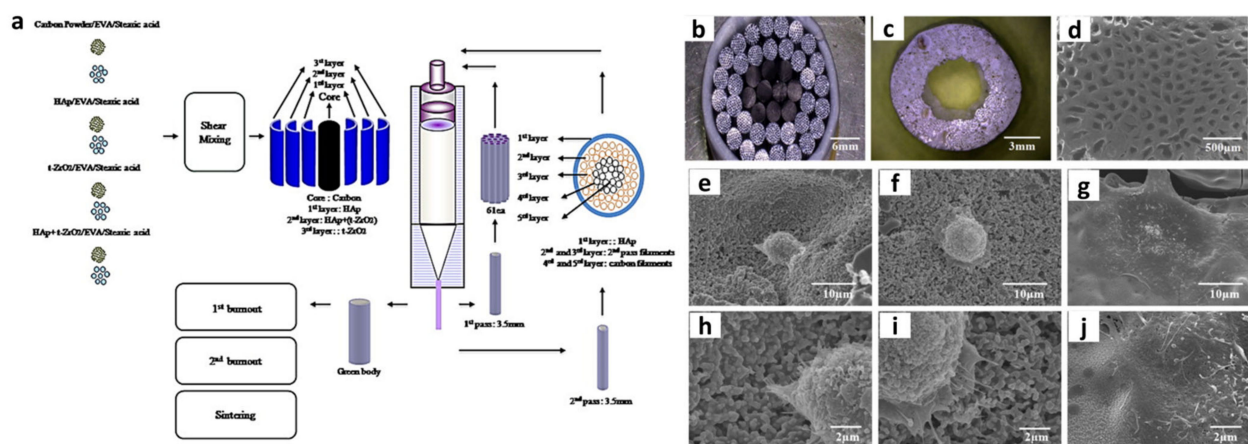 a
Carbon Powder/EVA/Stearic acid
HAp/EVA/Stearic acid
t-ZrO2/EVA/Stearic acid
HAp+t-ZrO2/EVA/Stearic acid
Shear
Mixing
3rd layer
2nd layer
1st layer
Core
Core : Carbon
1st layer: HAp
2nd layer: HAp+(t-ZrO2)
3rd layer: : t-ZrO2
1st burnout
2nd burnout
Sintering
Green body
61ea
1st pass: 3.5mm
1st layer
2nd layer
3rd layer
4th layer
5th layer
1st layer: : HAp
2nd and 3rd layer: 2nd pass filaments
4th and 5th layer: carbon filaments
2nd pass: 3.5mm
b
6mm
c
3mm
d
500µm
e
10µm
f
10µm
g
10µm
h
2µm
i
2µm
j
2µm